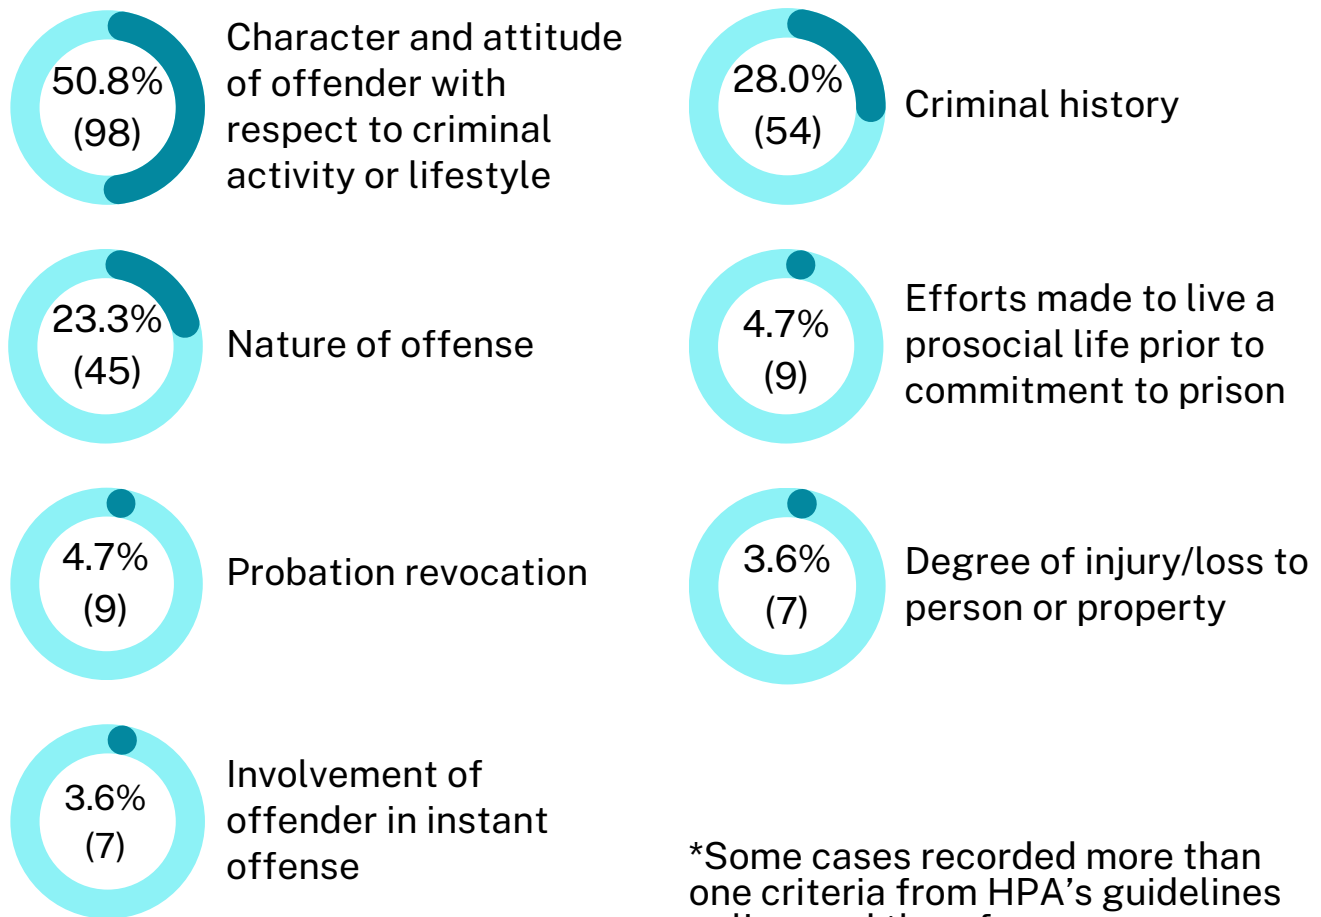 50.8%
(98)
Character and attitude
of offender with
respect to criminal
activity or lifestyle
28.0%
(54)
Criminal history
23.3%
(45)
Nature of offense
4.7%
(9)
Efforts made to live a
prosocial life prior to
commitment to prison
4.7%
(9)
Probation revocation
3.6%
(7)
Degree of injury/loss to
person or property
3.6%
(7)
Involvement of
offender in instant
offense
*Some cases recorded more than
one criteria from HPA’s guidelines